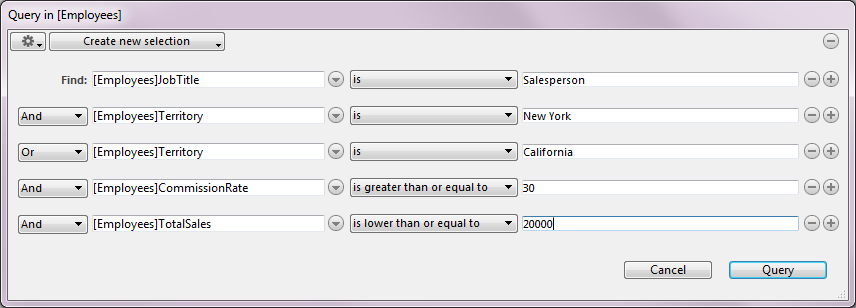 Query in [Employees]
Create new selection
Find: [Employees]JobTitle is Salesperson
And [Employees]Territory is New York
Or [Employees]Territory is California
And [Employees]CommissionRate is greater than or equal to 30
And [Employees]TotalSales is lower than or equal to 20000
Cancel Query